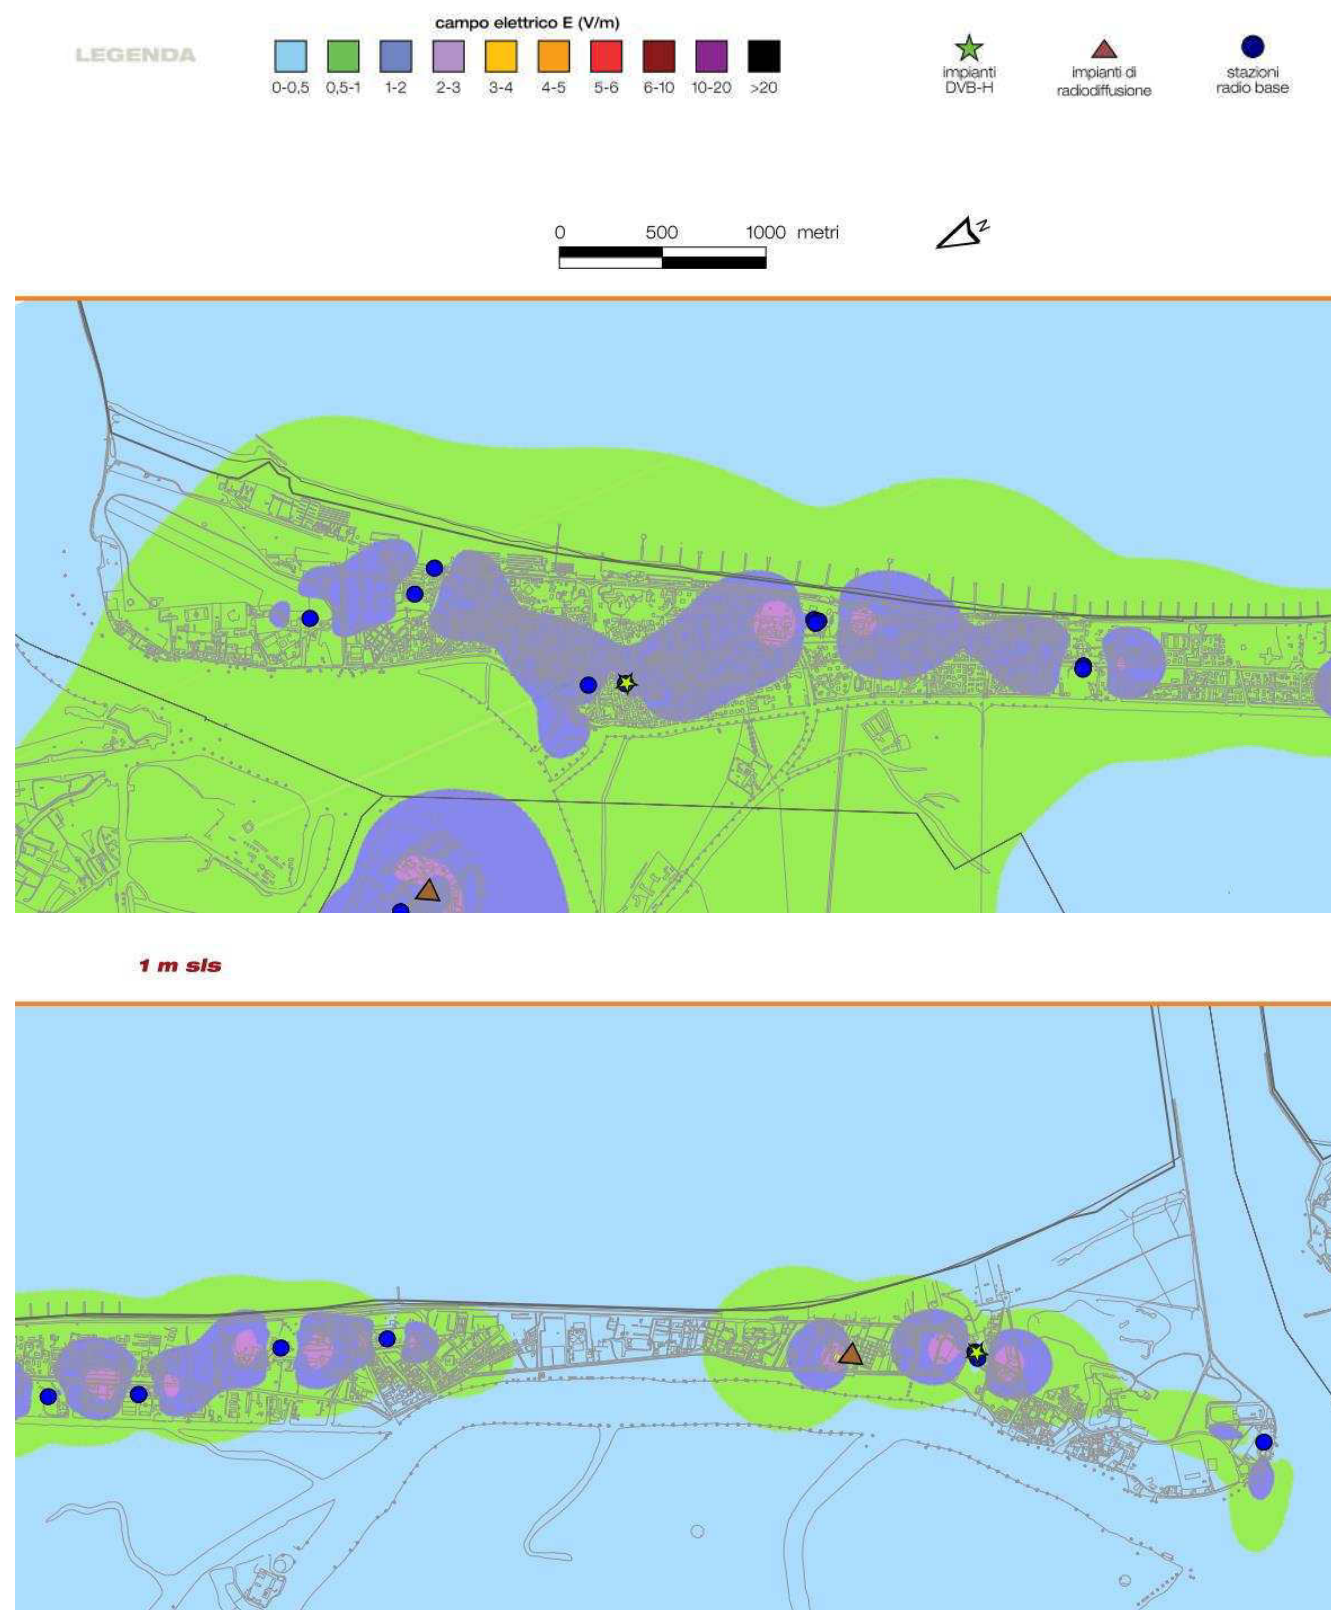 campo elettrico E (V/m)
LEGENDA
0-0,5 0,5-1 1-2 2-3 3-4 4-5 5-6 6-10 10-20 >20
impianti
DVB-H
impianti di
radiodiffusione
stazioni
radio base
0 500 1000 metri
N
1 m sls